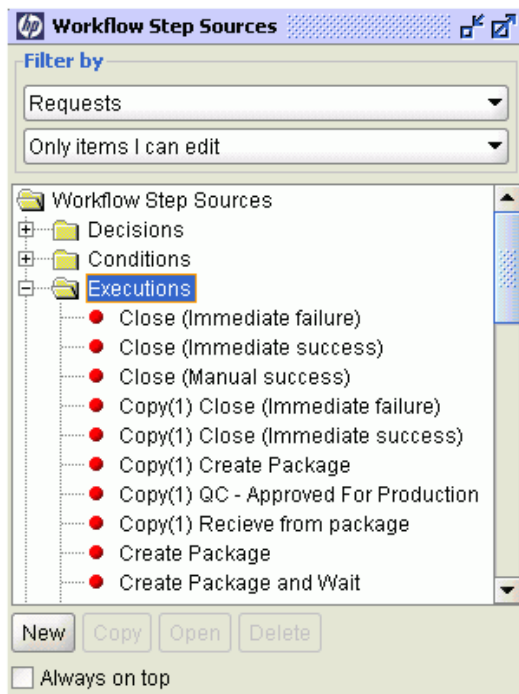 hp Workflow Step Sources
Filter by
Requests
Only items I can edit
Workflow Step Sources
Decisions
Conditions
Executions
Close (Immediate failure)
Close (Immediate success)
Close (Manual success)
Copy(1) Close (Immediate failure)
Copy(1) Close (Immediate success)
Copy(1) Create Package
Copy(1) QC - Approved For Production
Copy(1) Recieve from package
Create Package
Create Package and Wait
New Copy Open Delete
Always on top